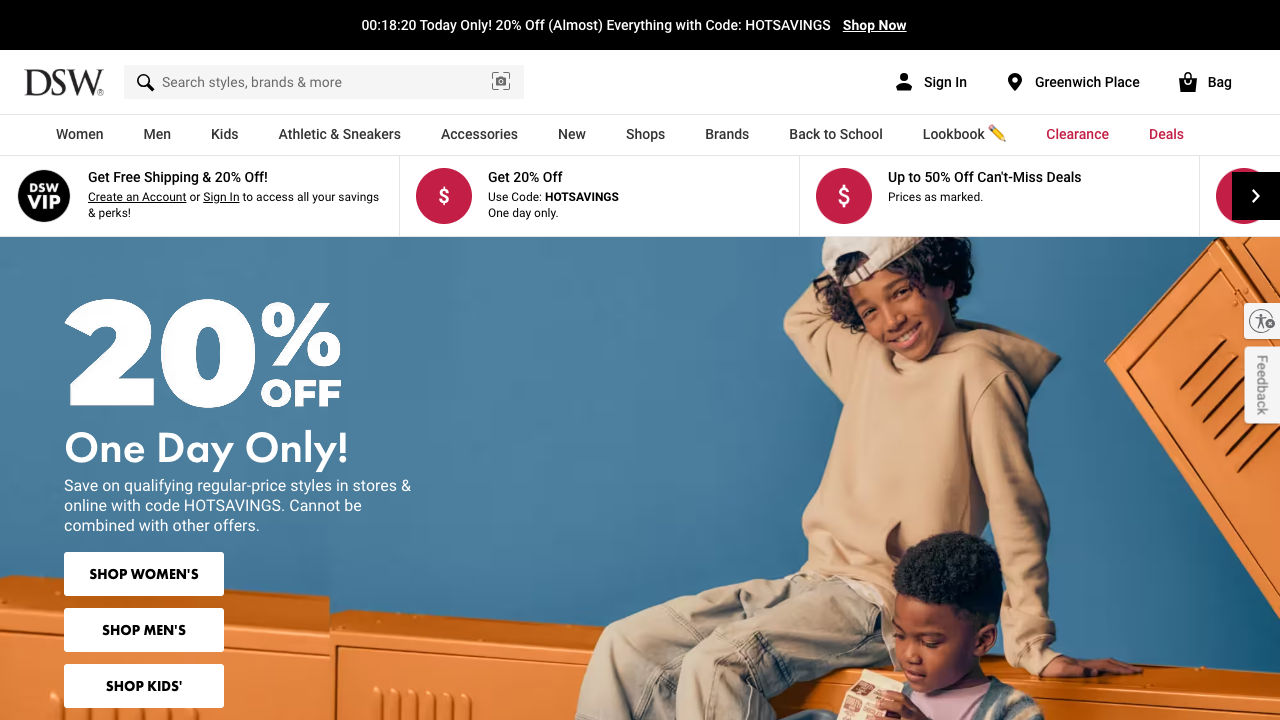 00:18:20 Today Only! 20% Off (Almost) Everything with Code: HOTSAVINGS Shop Now
DSW®
Search styles, brands & more
Sign In
Greenwich Place
Bag
Women
Men
Kids
Athletic & Sneakers
Accessories
New
Shops
Brands
Back to School
Lookbook ✏️
Clearance
Deals
DSW
VIP
Get Free Shipping & 20% Off!
Create an Account or Sign In to access all your savings
& perks!
$
Get 20% Off
Use Code: HOTSAVINGS
One day only.
$
Up to 50% Off Can't-Miss Deals
Prices as marked.
20% OFF
One Day Only!
Save on qualifying regular-price styles in stores &
online with code HOTSAVINGS. Cannot be
combined with other offers.
SHOP WOMEN'S
SHOP MEN'S
SHOP KIDS'
Feedback